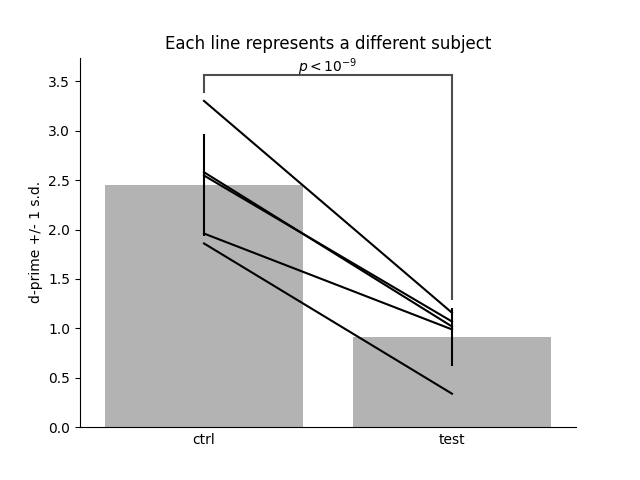 Each line represents a different subject
p < 10⁻⁹
d-prime +/- 1 s.d.
3.5
3.0
2.5
2.0
1.5
1.0
0.5
0.0
ctrl
test